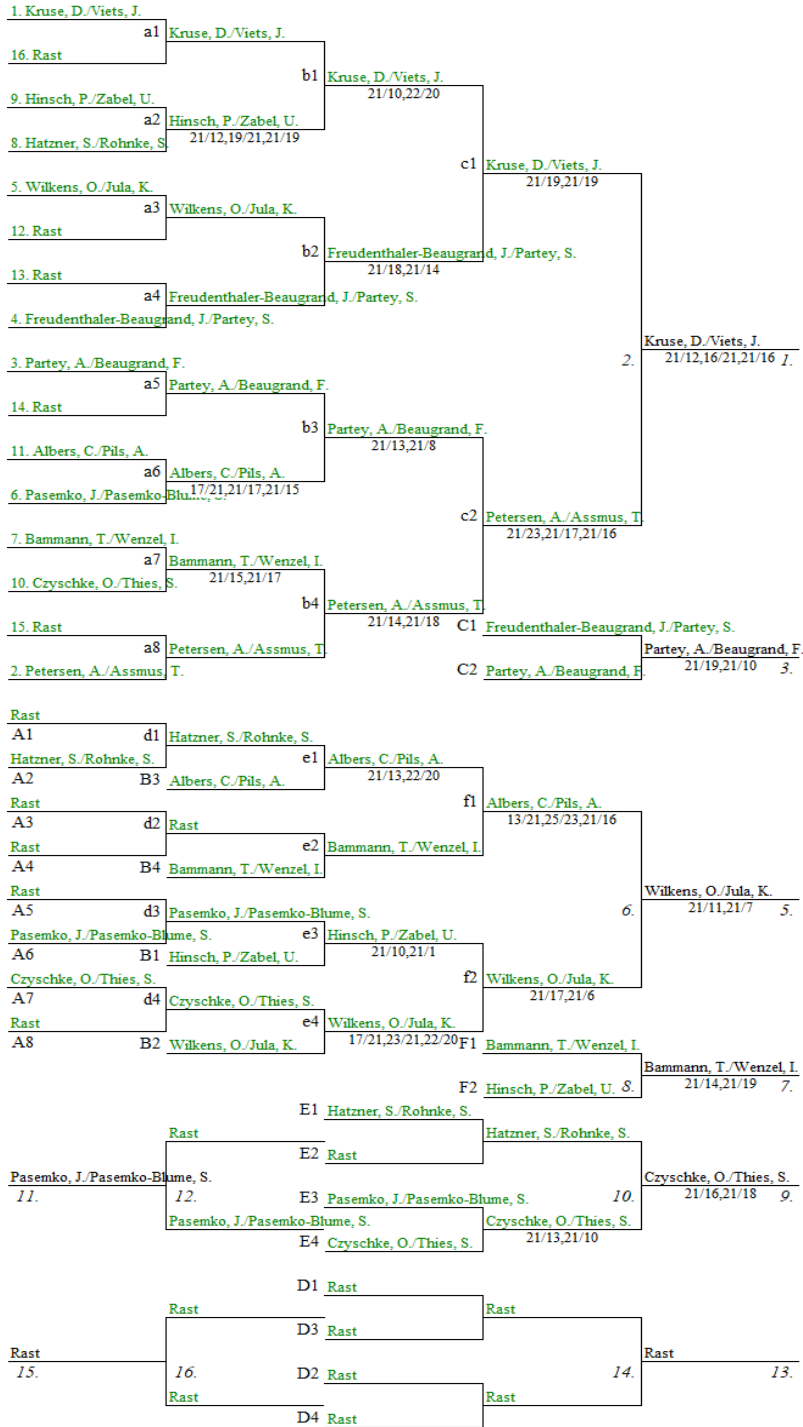 1. Kruse, D./Viets, J.
a1 Kruse, D./Viets, J.
16. Rast
b1 Kruse, D./Viets, J.
21/10,22/20
9. Hinsch, P./Zabel, U.
a2 Hinsch, P./Zabel, U.
21/12,19/21,21/19
8. Hatzner, S./Rohnke, S.
c1 Kruse, D./Viets, J.
21/19,21/19
5. Wilkens, O./Jula, K.
a3 Wilkens, O./Jula, K.
12. Rast
b2 Freudenthaler-Beaugrand, J./Partey, S.
21/18,21/14
13. Rast
a4 Freudenthaler-Beaugrand, J./Partey, S.
4. Freudenthaler-Beaugrand, J./Partey, S.
Kruse, D./Viets, J.
2. 21/12,16/21,21/16 1.
3. Partey, A./Beaugrand, F.
a5 Partey, A./Beaugrand, F.
14. Rast
b3 Partey, A./Beaugrand, F.
21/13,21/8
11. Albers, C./Pils, A.
a6 Albers, C./Pils, A.
17/21,21/17,21/15
6. Pasemko, J./Pasemko-Blume, S.
c2 Petersen, A./Assmus, T.
21/23,21/17,21/16
7. Bammann, T./Wenzel, I.
a7 Bammann, T./Wenzel, I.
21/15,21/17
10. Czyschke, O./Thies, S.
b4 Petersen, A./Assmus, T.
21/14,21/18
15. Rast
C1 Freudenthaler-Beaugrand, J./Partey, S.
a8 Petersen, A./Assmus, T.
Partey, A./Beaugrand, F.
21/19,21/10 3.
2. Petersen, A./Assmus, T.
C2 Partey, A./Beaugrand, F.
Rast
A1 d1 Hatzner, S./Rohnke, S.
Hatzner, S./Rohnke, S.
e1 Albers, C./Pils, A.
21/13,22/20
A2 B3 Albers, C./Pils, A.
Rast
f1 Albers, C./Pils, A.
13/21,25/23,21/16
A3 d2 Rast
Rast
e2 Bammann, T./Wenzel, I.
A4 B4 Bammann, T./Wenzel, I.
Rast
Wilkens, O./Jula, K.
6. 21/11,21/7 5.
A5 d3 Pasemko, J./Pasemko-Blume, S.
Pasemko, J./Pasemko-Blume, S.
e3 Hinsch, P./Zabel, U.
21/10,21/1
A6 B1 Hinsch, P./Zabel, U.
Czyschke, O./Thies, S.
f2 Wilkens, O./Jula, K.
21/17,21/6
A7 d4 Czyschke, O./Thies, S.
Rast
e4 Wilkens, O./Jula, K.
17/21,23/21,22/20
A8 B2 Wilkens, O./Jula, K.
F1 Bammann, T./Wenzel, I.
Bammann, T./Wenzel, I.
21/14,21/19 7.
F2 Hinsch, P./Zabel, U. 8.
E1 Hatzner, S./Rohnke, S.
Rast
Hatzner, S./Rohnke, S.
E2 Rast
Pasemko, J./Pasemko-Blume, S.
11. 12.
Czyschke, O./Thies, S.
10. 21/16,21/18 9.
E3 Pasemko, J./Pasemko-Blume, S.
Pasemko, J./Pasemko-Blume, S.
Czyschke, O./Thies, S.
21/13,21/10
E4 Czyschke, O./Thies, S.
D1 Rast
Rast
Rast
D3 Rast
Rast
15. 16.
Rast
14. 13.
D2 Rast
Rast
Rast
D4 Rast